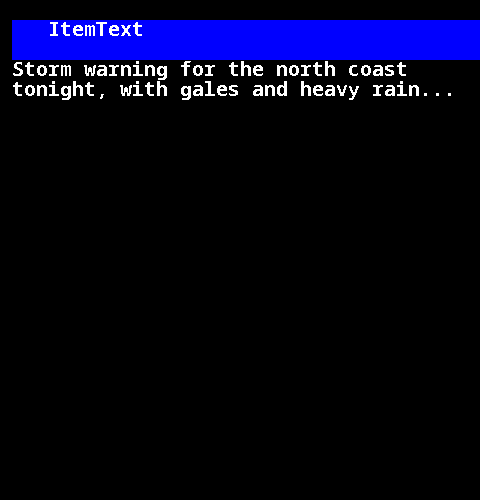 ItemText
Storm warning for the north coast
tonight, with gales and heavy rain...